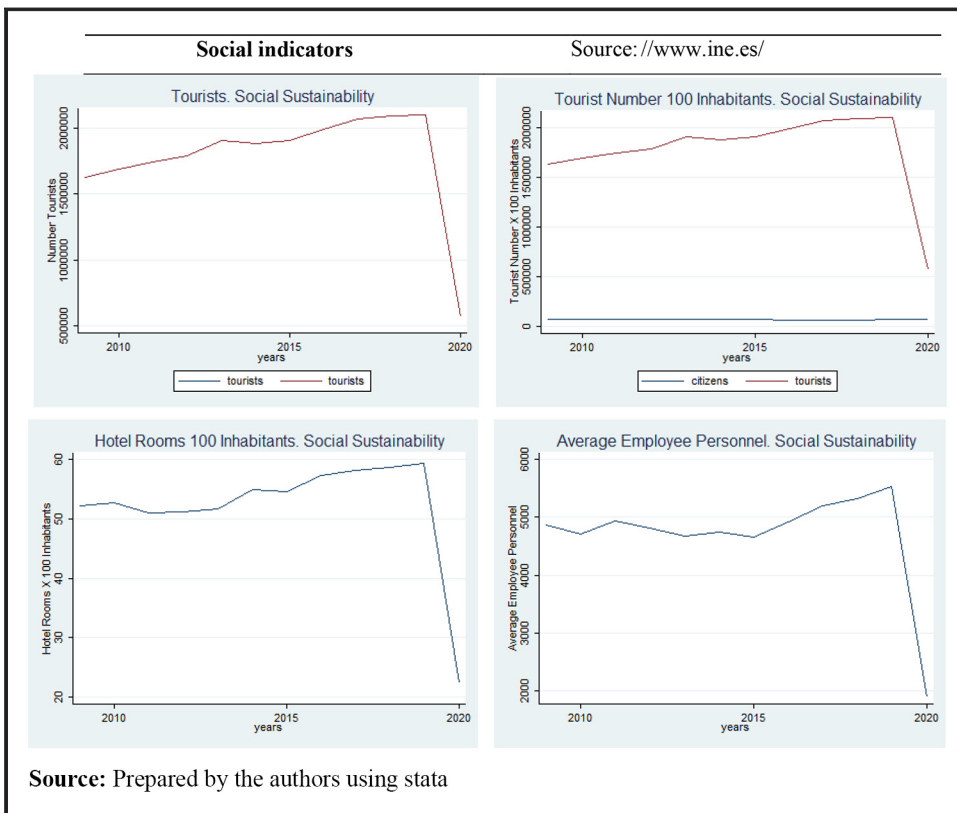 Social indicators
Source://www.ine.es/
Tourists. Social Sustainability
Number Tourists
2000000
1500000
1000000
500000
2010
2015
2020
years
tourists
tourists
Tourist Number 100 Inhabitants. Social Sustainability
Tourist Number X 100 Inhabitants
2000000
1500000
1000000
500000
0
2010
2015
2020
years
citizens
tourists
Hotel Rooms 100 Inhabitants. Social Sustainability
Hotel Rooms X 100 Inhabitants
60
50
40
30
20
2010
2015
2020
years
Average Employee Personnel. Social Sustainability
Average Employee Personnel
6000
5000
4000
3000
2000
2010
2015
2020
years
Source: Prepared by the authors using stata